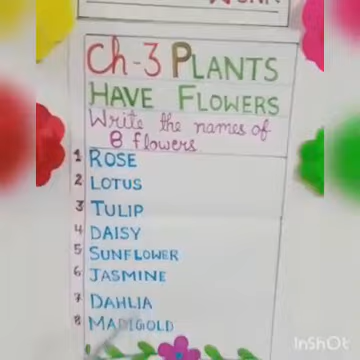 Ch-3 PLANTS
HAVE FLOWERS
Write the names of
8 flowers
1 ROSE
2 LOTUS
3 TULIP
4 DAISY
5 SUNFLOWER
6 JASMINE
7 DAHLIA
8 MADIGOLD
InShOt